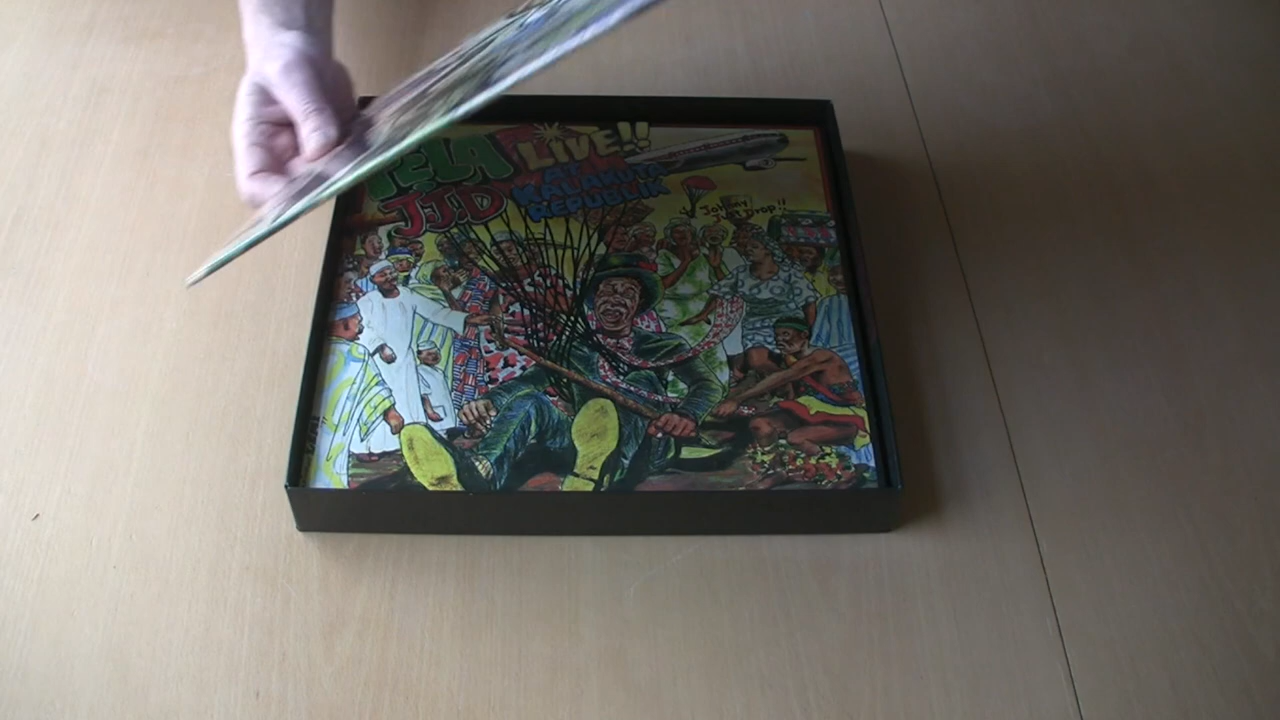 FELA LIVE!!
J.J.D AT
KALAKUTA
REPUBLIK
Johnny
Just Drop!!